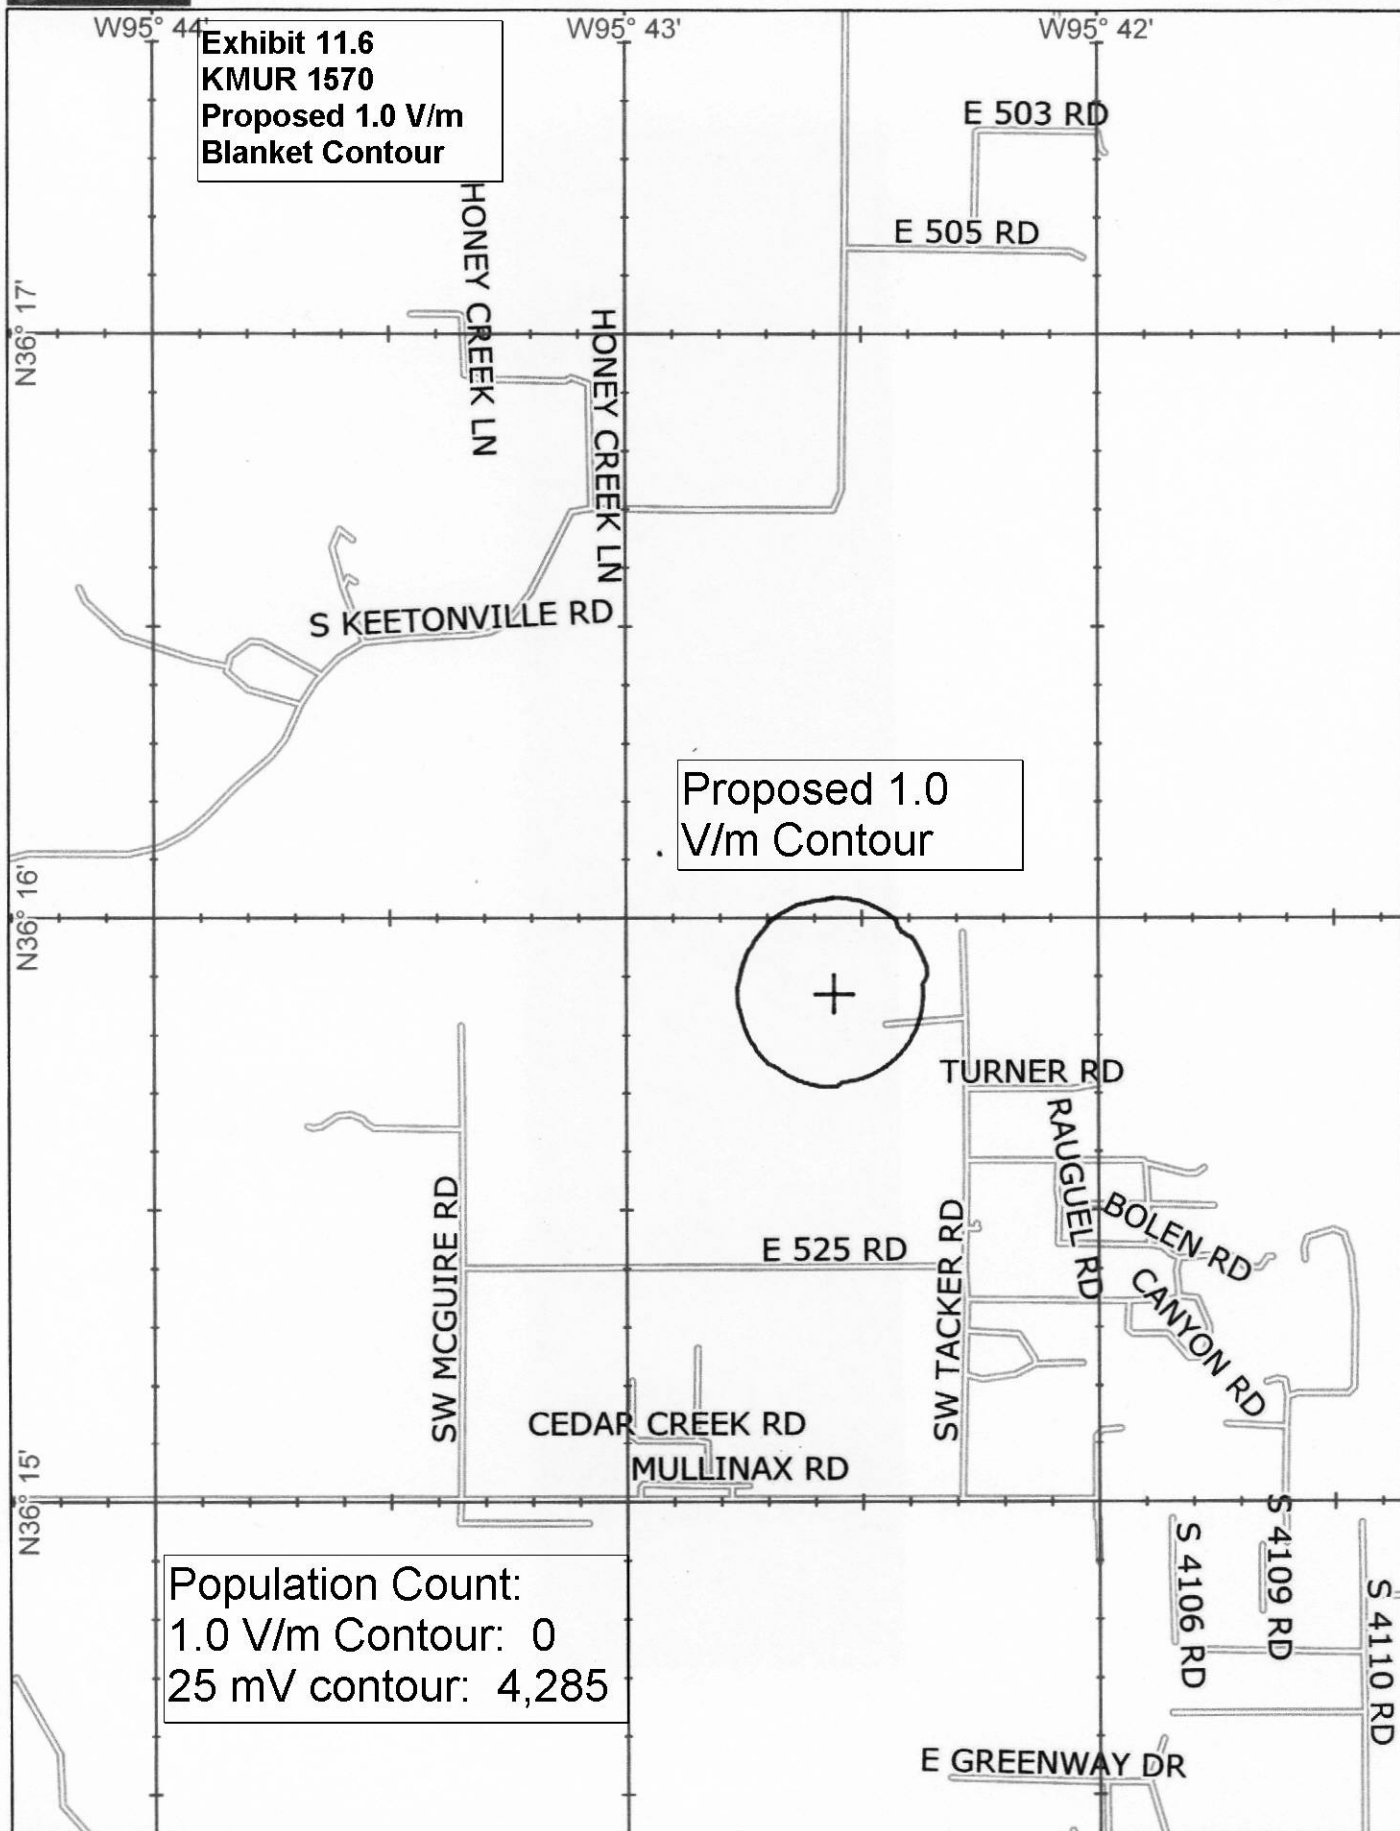 W95° 44'
W95° 43'
W95° 42'
Exhibit 11.6
KMUR 1570
Proposed 1.0 V/m
Blanket Contour
E 503 RD
E 505 RD
HONEY CREEK LN
HONEY CREEK LN
N36° 17'
S KEETONVILLE RD
Proposed 1.0
V/m Contour
N36° 16'
TURNER RD
RAUGUEL RD
BOLEN RD
E 525 RD
SW MCGUIRE RD
SW TACKER RD
CANYON RD
CEDAR CREEK RD
MULLINAX RD
N36° 15'
S 4106 RD
S 4109 RD
S 4110 RD
Population Count:
1.0 V/m Contour: 0
25 mV contour: 4,285
E GREENWAY DR